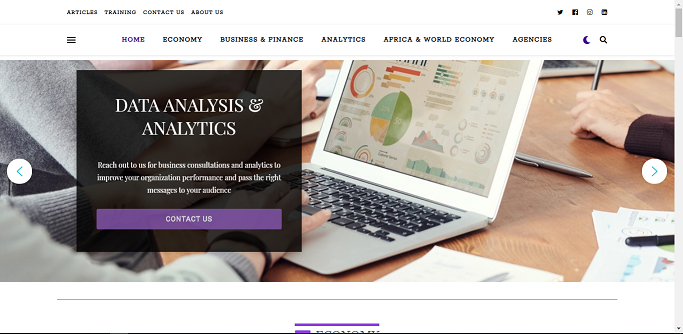 ARTICLES TRAINING CONTACT US ABOUT US
HOME ECONOMY BUSINESS & FINANCE ANALYTICS AFRICA & WORLD ECONOMY AGENCIES
DATA ANALYSIS &
ANALYTICS
Reach out to us for business consultations and analytics to
improve your organization performance and pass the right
messages to your audience
CONTACT US
ECONOMY